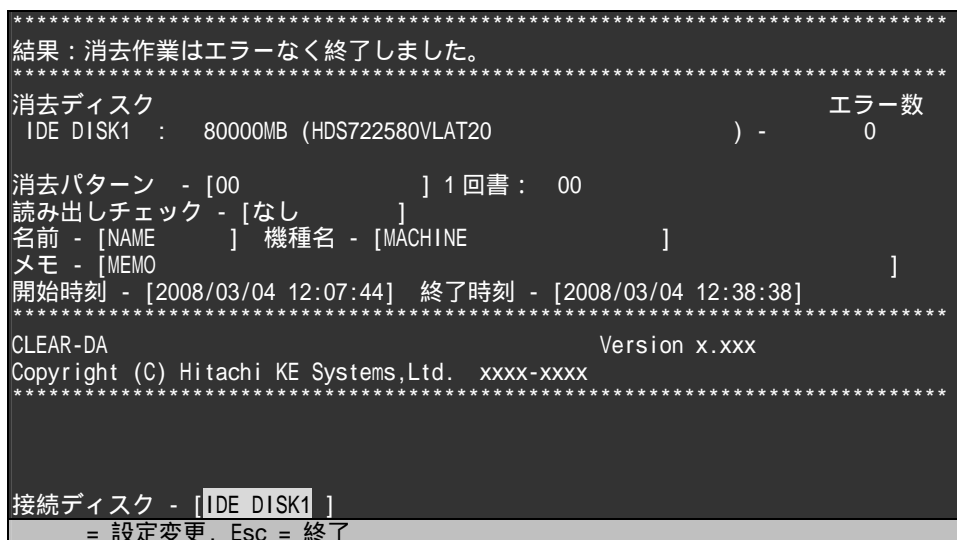 ******************************************************************************
結果：消去作業はエラーなく終了しました。
******************************************************************************
消去ディスク エラー数
IDE DISK1 : 80000MB (HDS722580VLAT20 ) - 0
消去パターン - [00 ] 1回書： 00
読み出しチェック - [なし ]
名前 - [NAME ] 機種名 - [MACHINE ]
メモ - [MEMO ]
開始時刻 - [2008/03/04 12:07:44] 終了時刻 - [2008/03/04 12:38:38]
******************************************************************************
CLEAR-DA Version x.xxx
Copyright (C) Hitachi KE Systems,Ltd. xxxx-xxxx
******************************************************************************
接続ディスク - [IDE DISK1 ]
= 設定変更, Esc = 終了